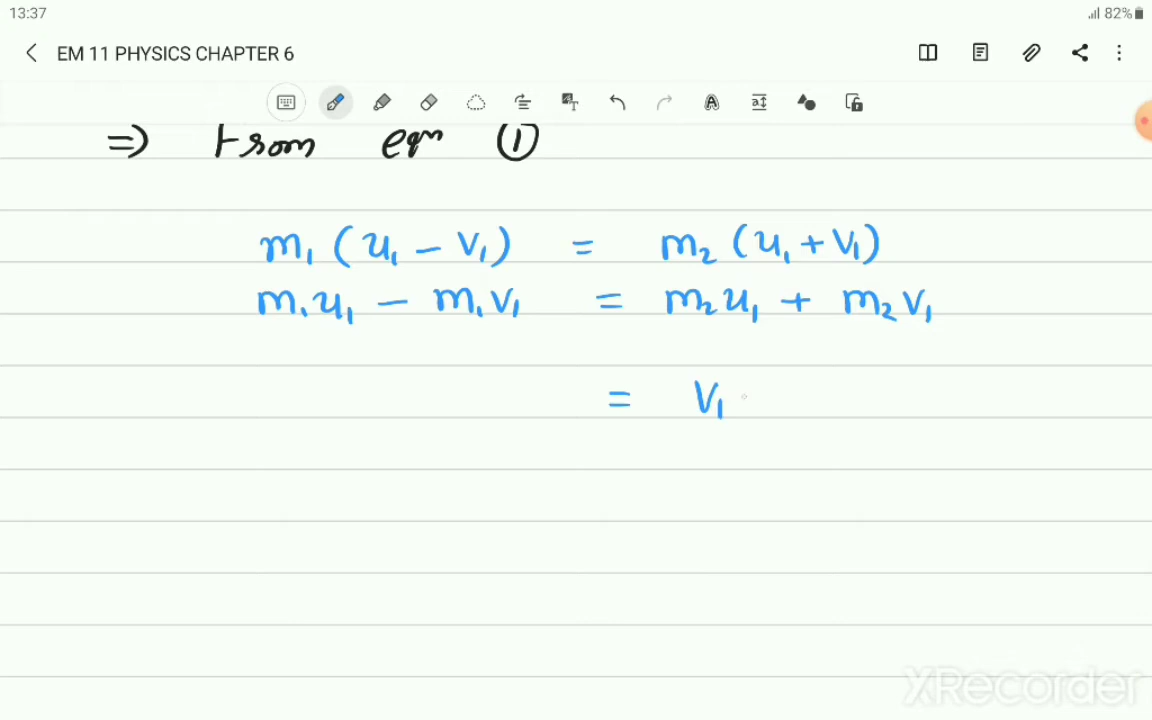 13:37 82%
EM 11 PHYSICS CHAPTER 6
=> From eqn ①
m₁ (u₁ − v₁) = m₂ (u₁ + v₁)
m₁u₁ − m₁v₁ = m₂u₁ + m₂v₁
= v₁
XRecorder